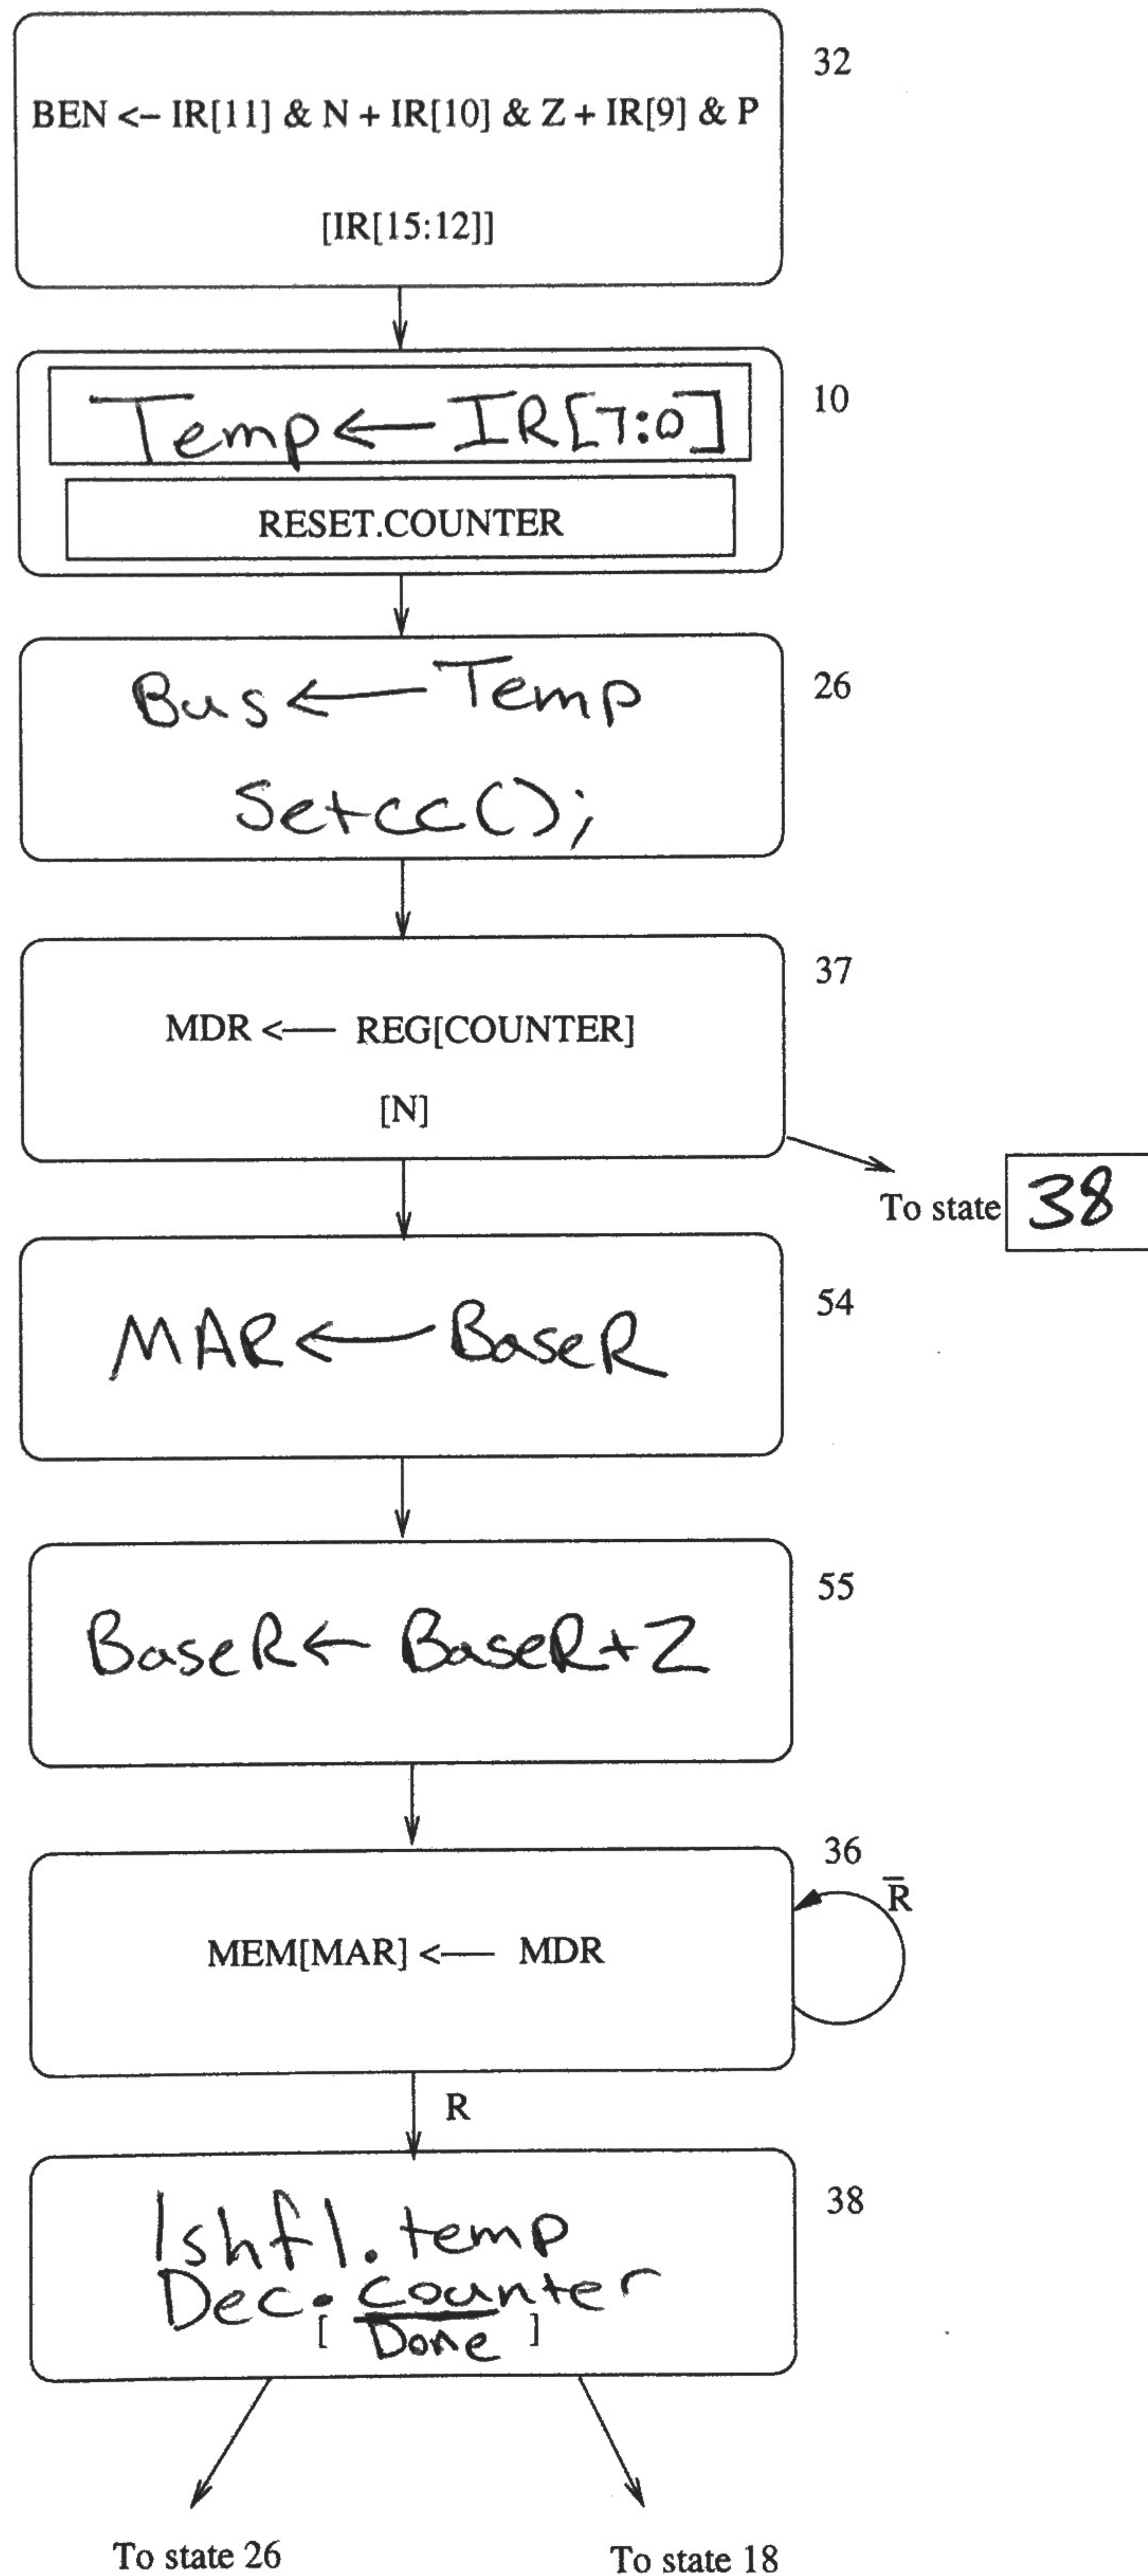 32
BEN <– IR[11] & N + IR[10] & Z + IR[9] & P
[IR[15:12]]
10
Temp ← IR[7:0]
RESET.COUNTER
26
Bus ← Temp
Setcc();
37
MDR <— REG[COUNTER]
[N]
To state 38
54
MAR ← BaseR
55
BaseR ← BaseR+2
36
R̅
MEM[MAR] <— MDR
R
38
lshf1.temp
Dec.counter
[ Done ]
To state 26 To state 18